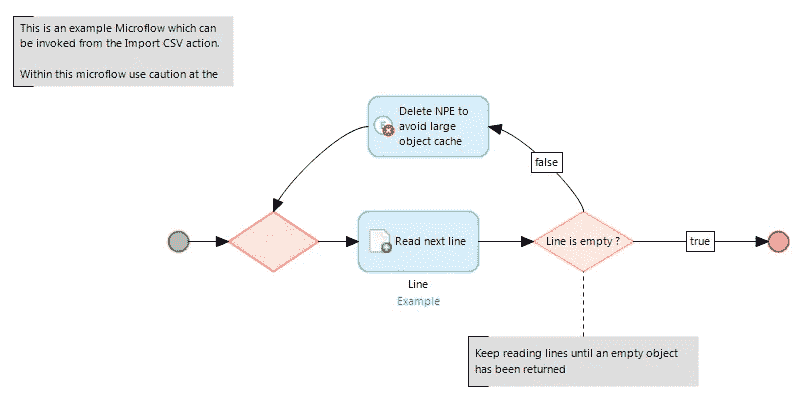 This is an example Microflow which can
be invoked from the Import CSV action.
Within this microflow use caution at the
Delete NPE to
avoid large
object cache
false
Read next line
Line is empty ?
true
Line
Example
Keep reading lines until an empty object
has been returned